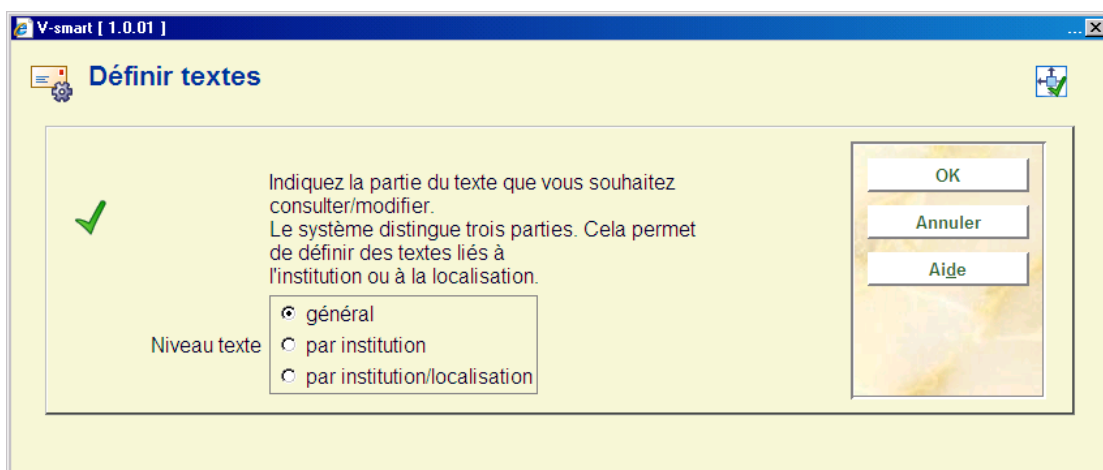 V-smart [ 1.0.01 ]
...
Définir textes
Indiquez la partie du texte que vous souhaitez
consulter/modifier.
Le système distingue trois parties. Cela permet
de définir des textes liés à
l'institution ou à la localisation.
Niveau texte
général
par institution
par institution/localisation
OK
Annuler
Aide